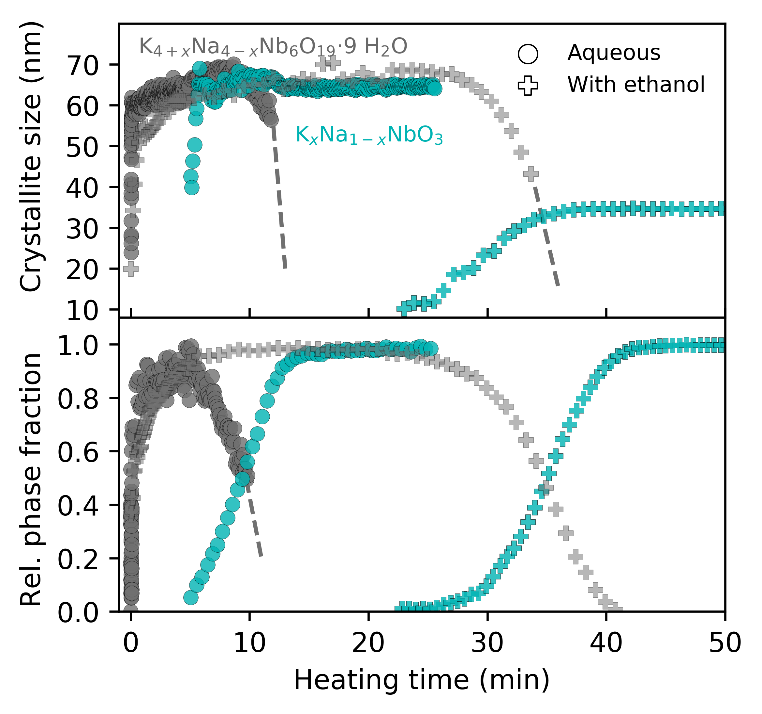 K₄₊ₓNa₄₋ₓNb₆O₁₉·9 H₂O
Aqueous
With ethanol
KₓNa₁₋ₓNbO₃
Crystallite size (nm)
70
60
50
40
30
20
10
Rel. phase fraction
1.0
0.8
0.6
0.4
0.2
0.0
0 10 20 30 40 50
Heating time (min)